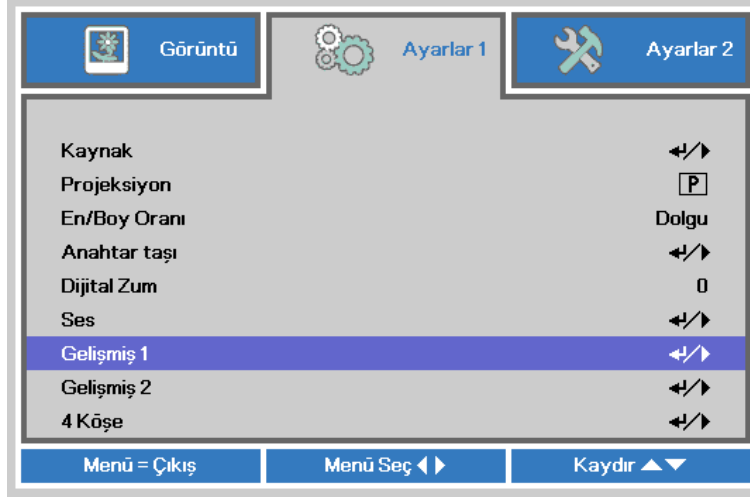 Görüntü
Ayarlar 1
Ayarlar 2
Kaynak
Projeksiyon P
En/Boy Oranı Dolgu
Anahtar taşı
Dijital Zum 0
Ses
Gelişmiş 1
Gelişmiş 2
4 Köşe
Menü = Çıkış
Menü Seç
Kaydır